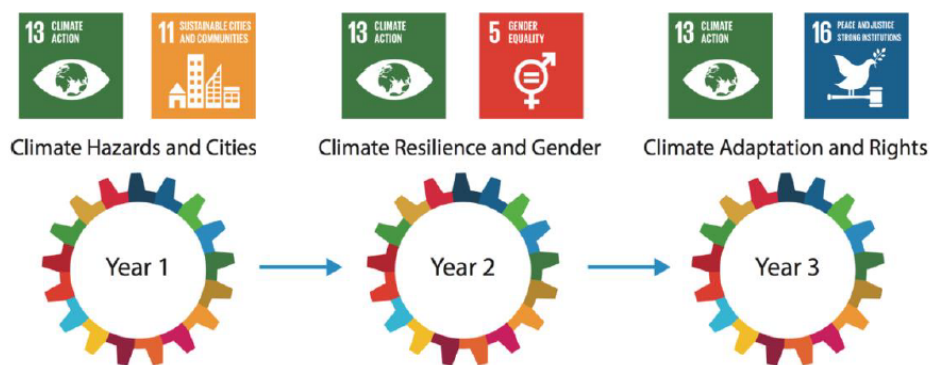 13 CLIMATE
ACTION
11 SUSTAINABLE CITIES
AND COMMUNITIES
13 CLIMATE
ACTION
5 GENDER
EQUALITY
13 CLIMATE
ACTION
16 PEACE AND JUSTICE
STRONG INSTITUTIONS
Climate Hazards and Cities
Climate Resilience and Gender
Climate Adaptation and Rights
Year 1
Year 2
Year 3